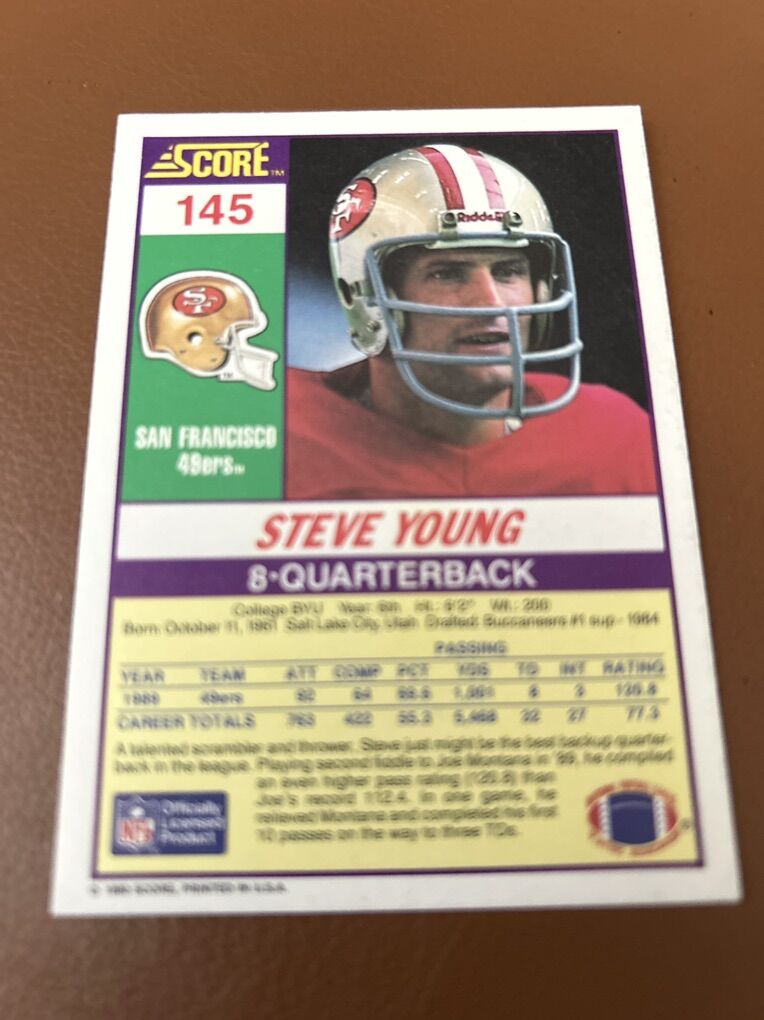 SCORE™
145
Riddell
SF
SF
SAN FRANCISCO
49ers™
STEVE YOUNG
8•QUARTERBACK
College BYU Year: 6th Ht.: 6'2" Wt.: 200
Born: October 11, 1961 Salt Lake City, Utah Drafted: Buccaneers #1 sup - 1984
PASSING
YEAR TEAM ATT COMP PCT YDS TD INT RATING
1989 49ers 92 64 69.6 1,001 8 3 120.8
CAREER TOTALS 763 422 55.3 5,468 32 27 77.3
A talented scrambler and thrower, Steve just might be the best backup quarter-
back in the league. Playing second fiddle to Joe Montana in '89, he compiled
an even higher pass rating (120.8) than
Joe's record 112.4. In one game, he
relieved Montana and completed his first
10 passes on the way to three TDs.
NFL
Officially
Licensed
Product
© 1990 SCORE, PRINTED IN U.S.A.